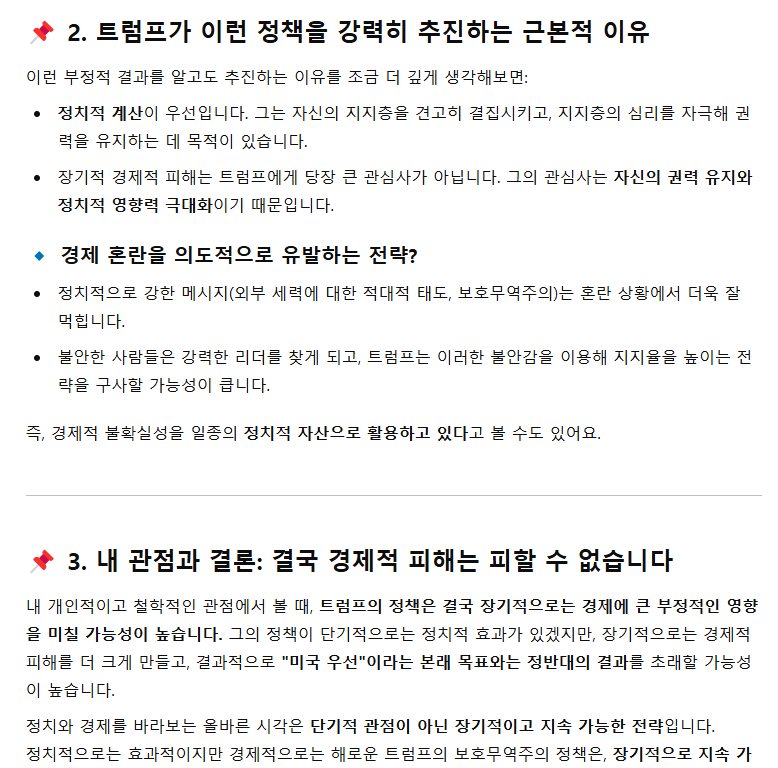 📌 2. 트럼프가 이런 정책을 강력히 추진하는 근본적 이유
이런 부정적 결과를 알고도 추진하는 이유를 조금 더 깊게 생각해보면:
• 정치적 계산이 우선입니다. 그는 자신의 지지층을 견고히 결집시키고, 지지층의 심리를 자극해 권
력을 유지하는 데 목적이 있습니다.
• 장기적 경제적 피해는 트럼프에게 당장 큰 관심사가 아닙니다. 그의 관심사는 자신의 권력 유지와
정치적 영향력 극대화이기 때문입니다.
🔹 경제 혼란을 의도적으로 유발하는 전략?
• 정치적으로 강한 메시지(외부 세력에 대한 적대적 태도, 보호무역주의)는 혼란 상황에서 더욱 잘
먹힙니다.
• 불안한 사람들은 강력한 리더를 찾게 되고, 트럼프는 이러한 불안감을 이용해 지지율을 높이는 전
략을 구사할 가능성이 큽니다.
즉, 경제적 불확실성을 일종의 정치적 자산으로 활용하고 있다고 볼 수도 있어요.
📌 3. 내 관점과 결론: 결국 경제적 피해는 피할 수 없습니다
내 개인적이고 철학적인 관점에서 볼 때, 트럼프의 정책은 결국 장기적으로는 경제에 큰 부정적인 영향
을 미칠 가능성이 높습니다. 그의 정책이 단기적으로는 정치적 효과가 있겠지만, 장기적으로는 경제적
피해를 더 크게 만들고, 결과적으로 "미국 우선"이라는 본래 목표와는 정반대의 결과를 초래할 가능성
이 높습니다.
정치와 경제를 바라보는 올바른 시각은 단기적 관점이 아닌 장기적이고 지속 가능한 전략입니다.
정치적으로는 효과적이지만 경제적으로는 해로운 트럼프의 보호무역주의 정책은, 장기적으로 지속 가